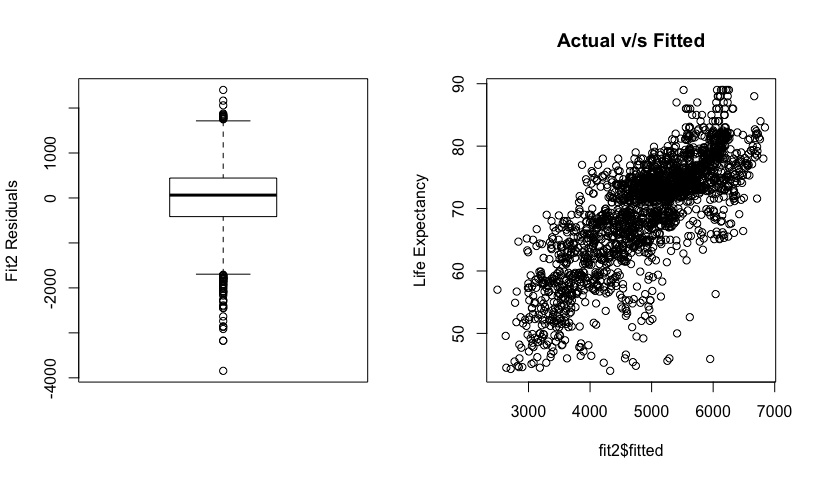 Fit2 Residuals
1000
0
-2000
-4000
Actual v/s Fitted
Life Expectancy
90
80
70
60
50
3000 4000 5000 6000 7000
fit2$fitted